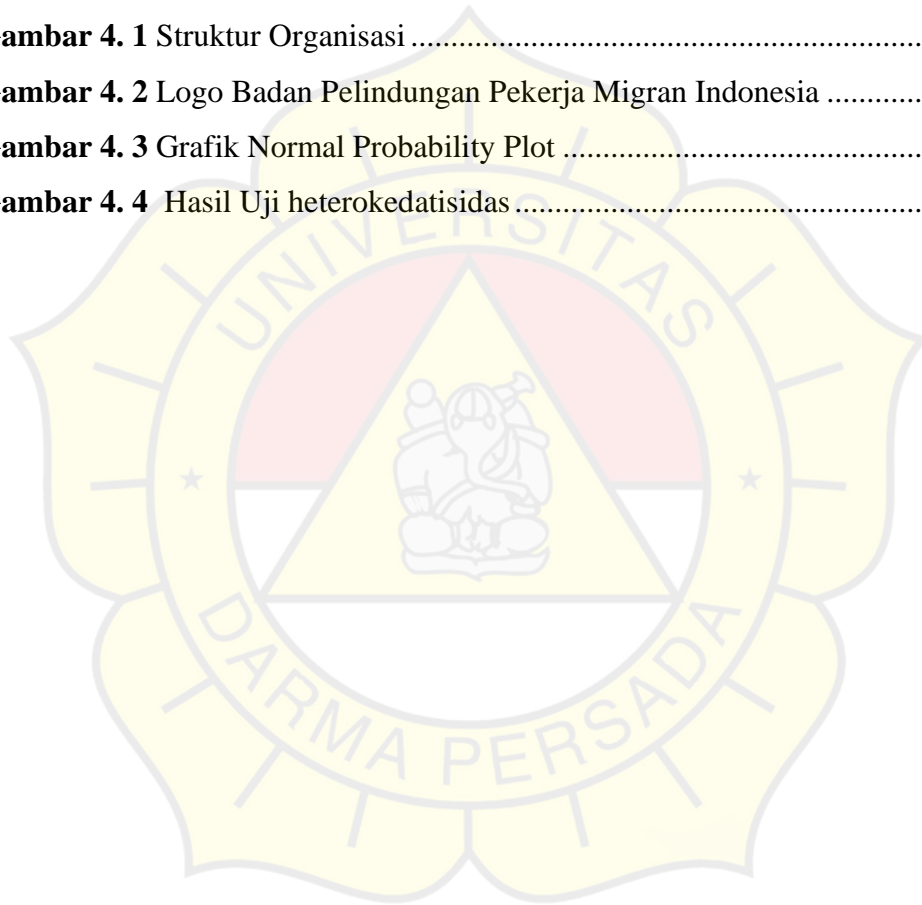 ambar 4. 1 Struktur Organisasi ................................................................
ambar 4. 2 Logo Badan Pelindungan Pekerja Migran Indonesia ............
ambar 4. 3 Grafik Normal Probability Plot .............................................
ambar 4. 4  Hasil Uji heterokedatisidas ...................................................
UNIVERSITAS
DARMA PERSADA